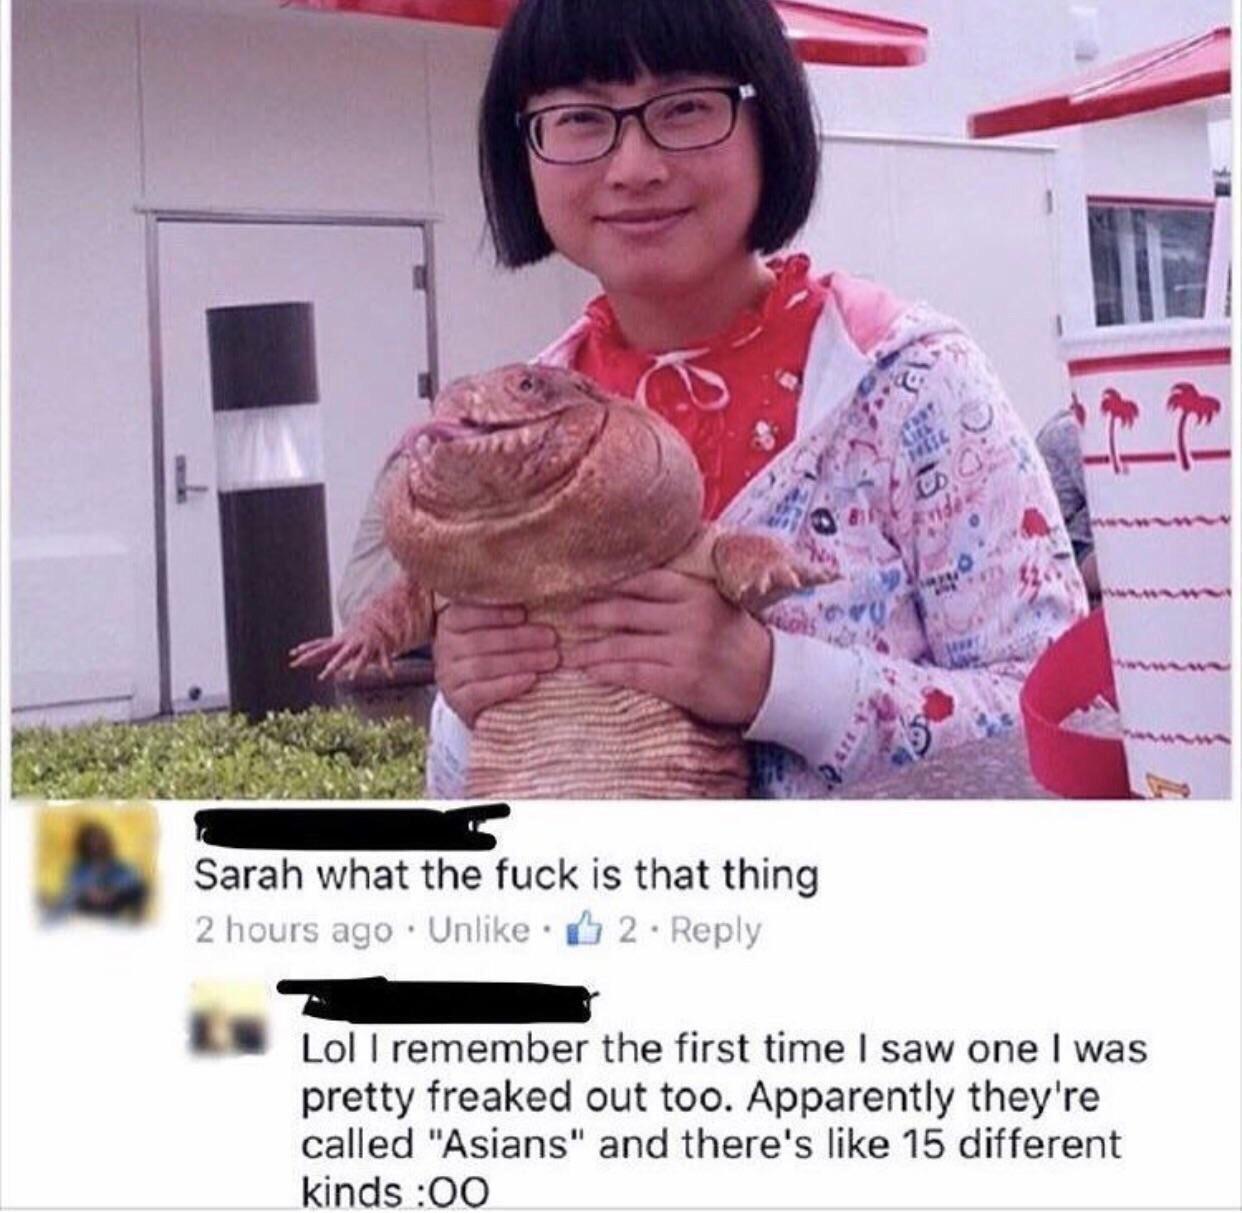 Sarah what the fuck is that thing
2 hours ago · Unlike · 2 · Reply
Lol I remember the first time I saw one I was
pretty freaked out too. Apparently they're
called "Asians" and there's like 15 different
kinds :OO